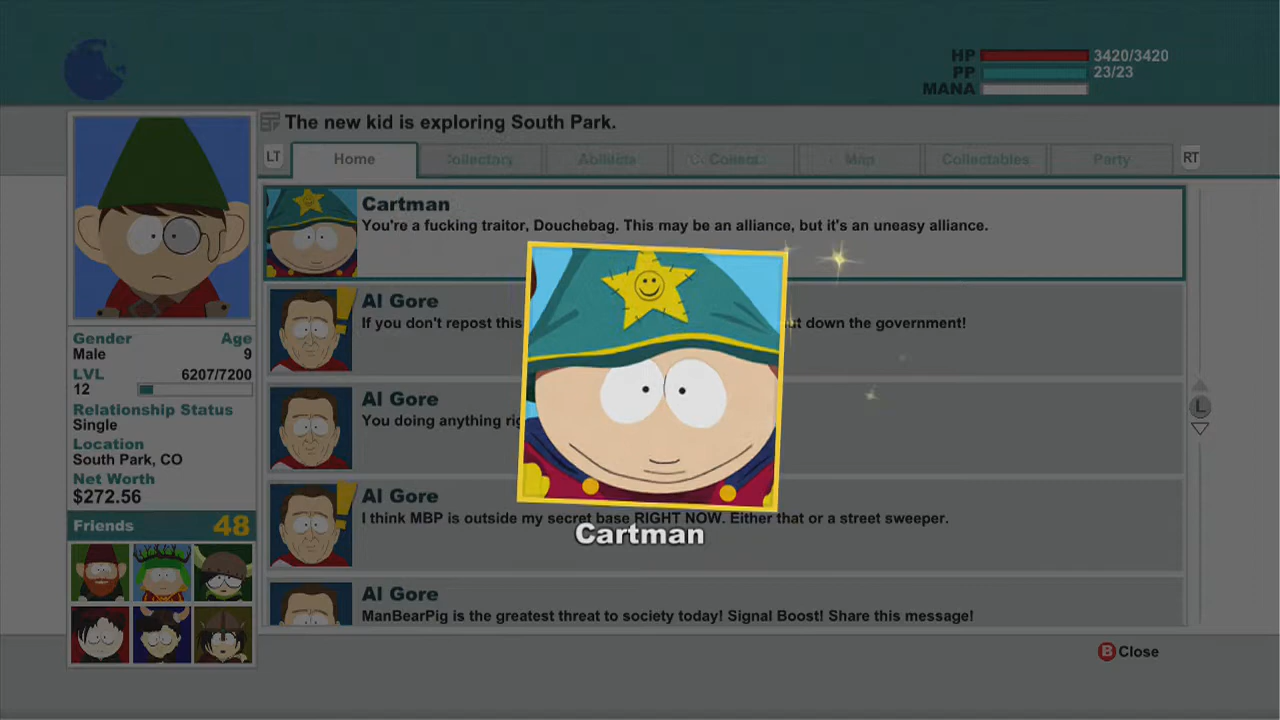 HP 3420/3420
PP 23/23
MANA
The new kid is exploring South Park.
LT Home Abilities Map Collectables Party RT
Cartman
You're a fucking traitor, Douchebag. This may be an alliance, but it's an uneasy alliance.
Al Gore
If you don't repost this ut down the government!
Al Gore
You doing anything rig
Al Gore
I think MBP is outside my secret base RIGHT NOW. Either that or a street sweeper.
Al Gore
ManBearPig is the greatest threat to society today! Signal Boost! Share this message!
Cartman
Gender Age
Male 9
LVL 6207/7200
12
Relationship Status
Single
Location
South Park, CO
Net Worth
$272.56
Friends 48
L
B Close